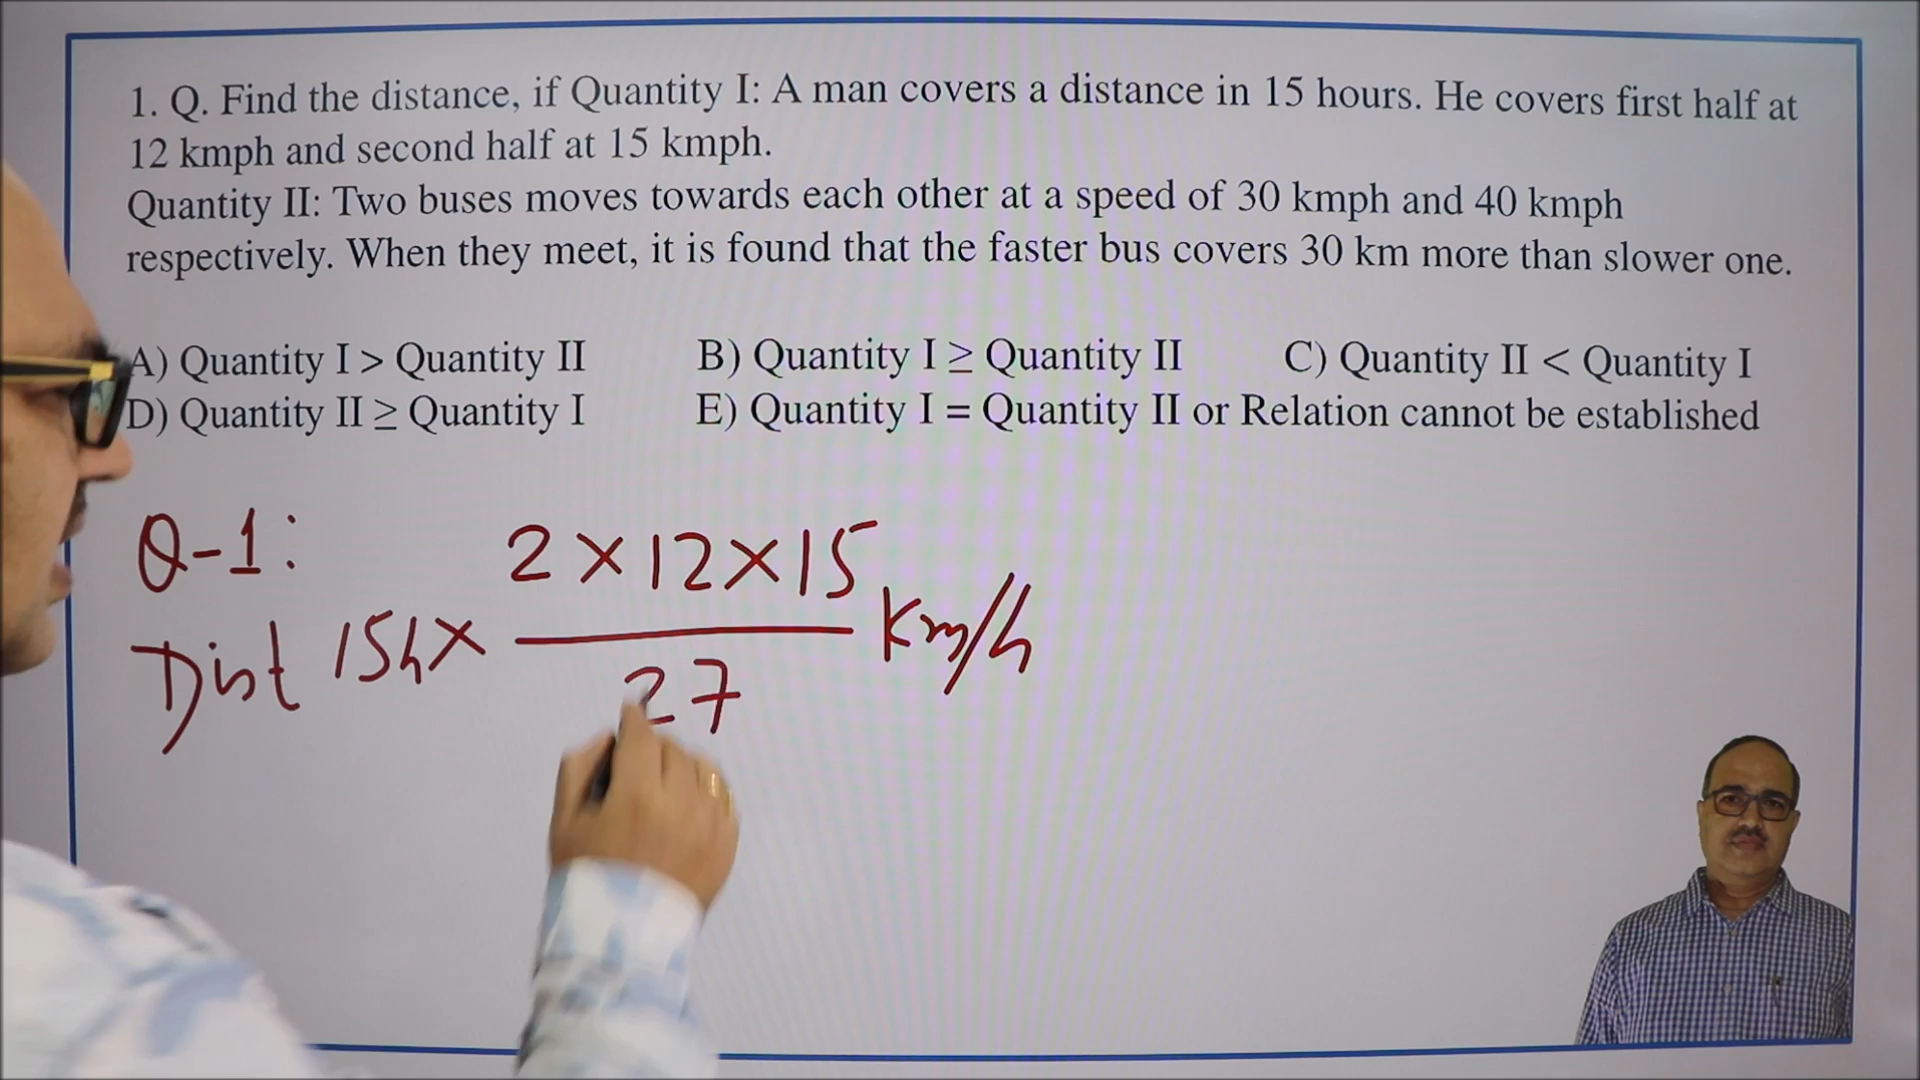 1. Q. Find the distance, if Quantity I: A man covers a distance in 15 hours. He covers first half at
12 kmph and second half at 15 kmph.
Quantity II: Two buses moves towards each other at a speed of 30 kmph and 40 kmph
respectively. When they meet, it is found that the faster bus covers 30 km more than slower one.
A) Quantity I > Quantity II B) Quantity I ≥ Quantity II C) Quantity II < Quantity I
D) Quantity II ≥ Quantity I E) Quantity I = Quantity II or Relation cannot be established
Q-1:
2×12×15
Dist 15h× Km/h
27